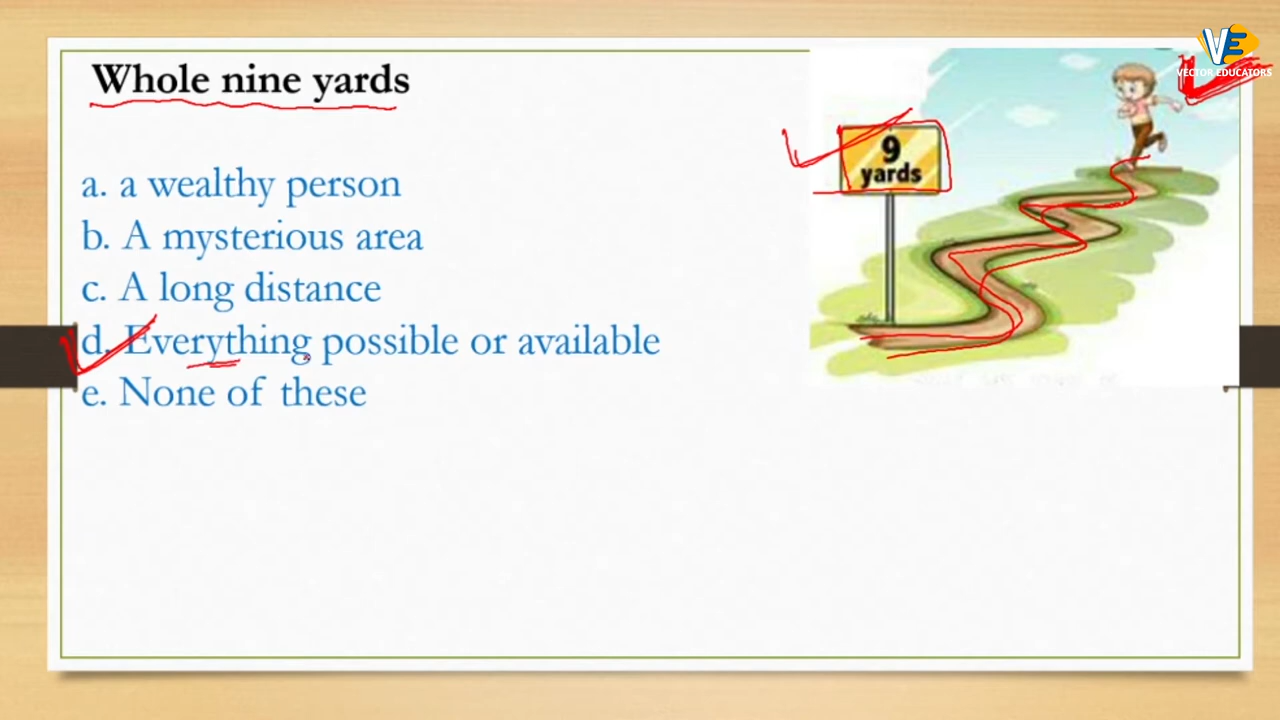 Whole nine yards
a. a wealthy person
b. A mysterious area
c. A long distance
d. Everything possible or available
e. None of these
9
yards
VE
VECTOR EDUCATORS